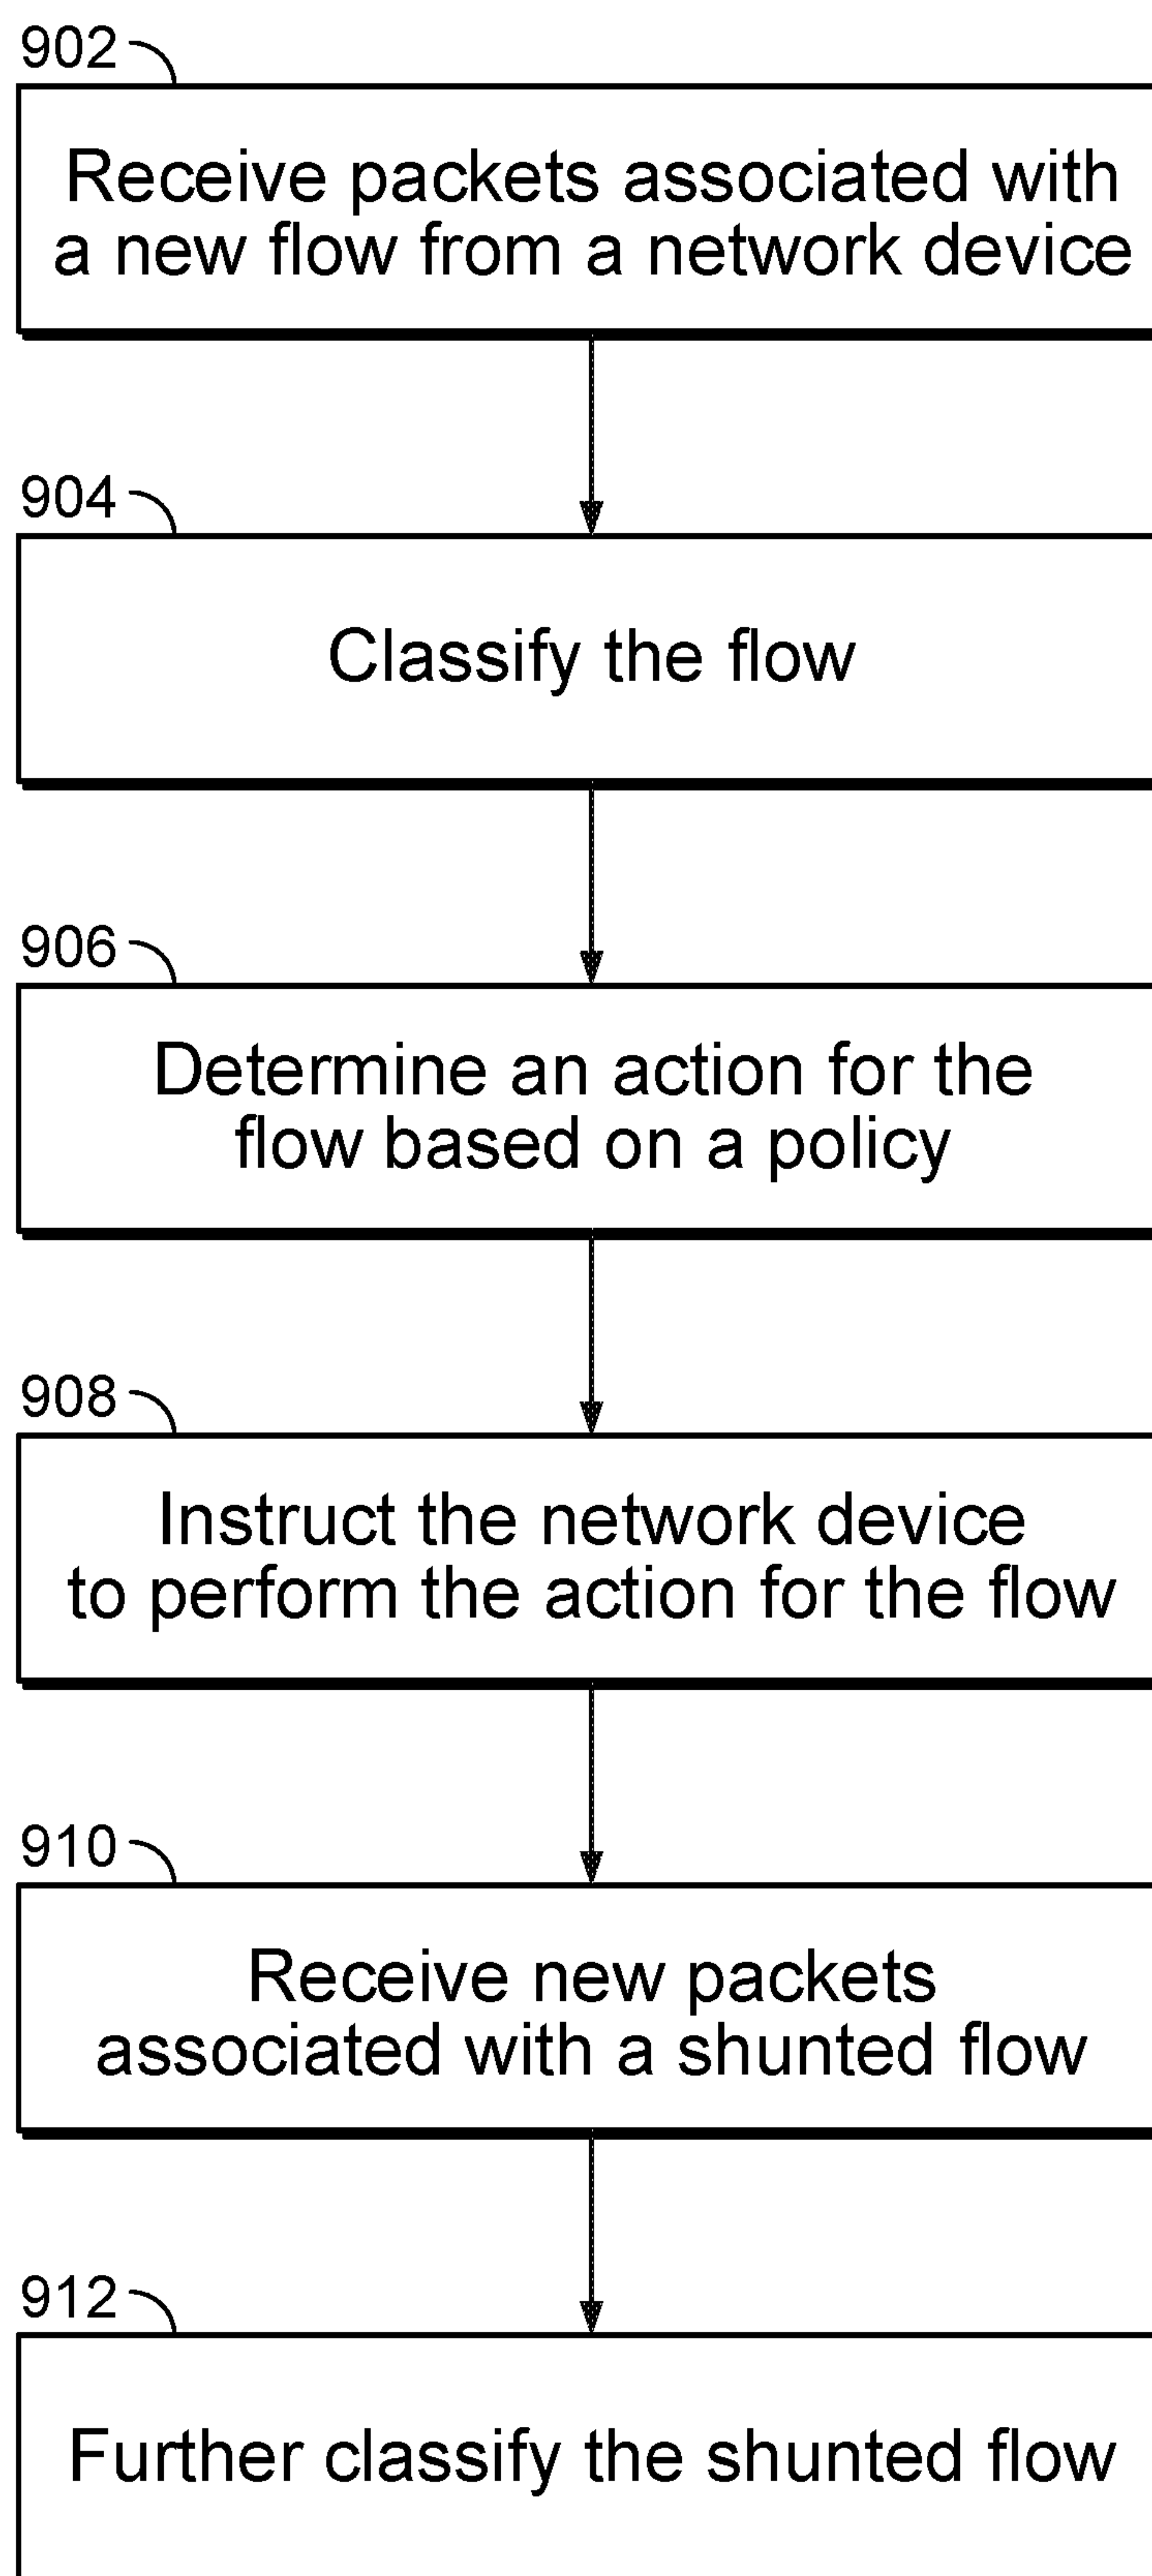 902
Receive packets associated with
a new flow from a network device
904
Classify the flow
906
Determine an action for the
flow based on a policy
908
Instruct the network device
to perform the action for the flow
910
Receive new packets
associated with a shunted flow
912
Further classify the shunted flow